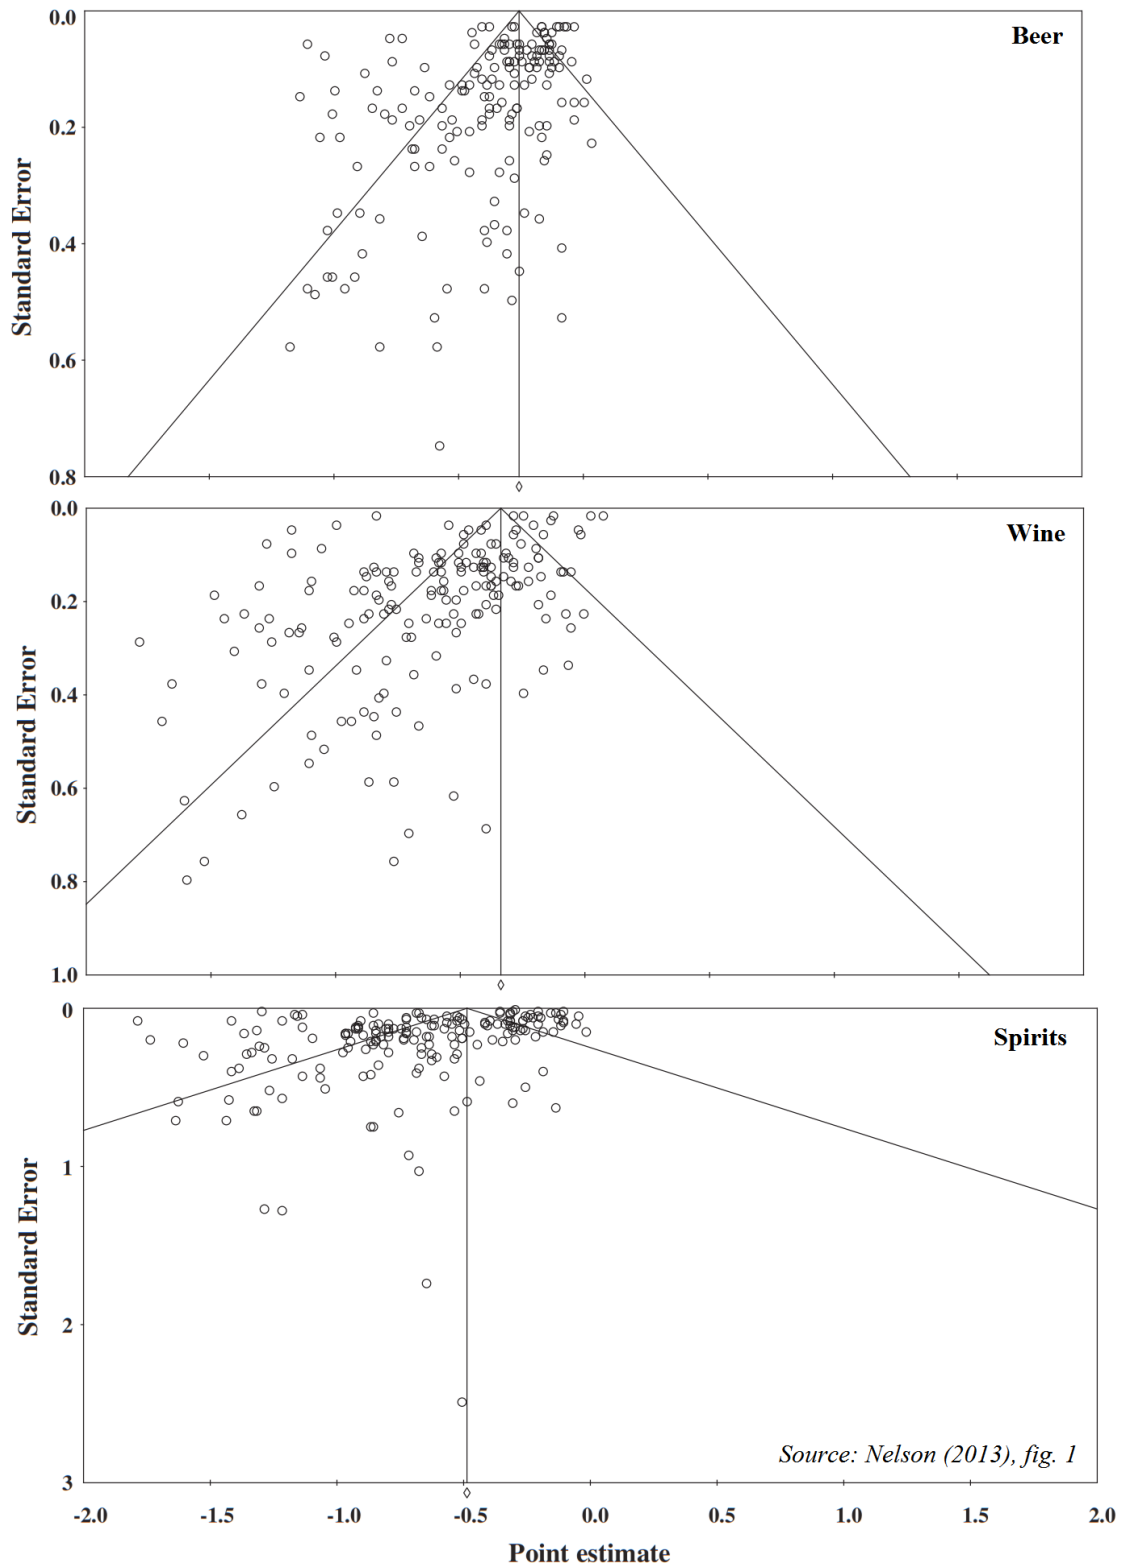 Beer
0.0
0.2
0.4
0.6
0.8
Standard Error
Wine
0.0
0.2
0.4
0.6
0.8
1.0
Standard Error
Spirits
0
1
2
3
Standard Error
Source: Nelson (2013), fig. 1
-2.0 -1.5 -1.0 -0.5 0.0 0.5 1.0 1.5 2.0
Point estimate